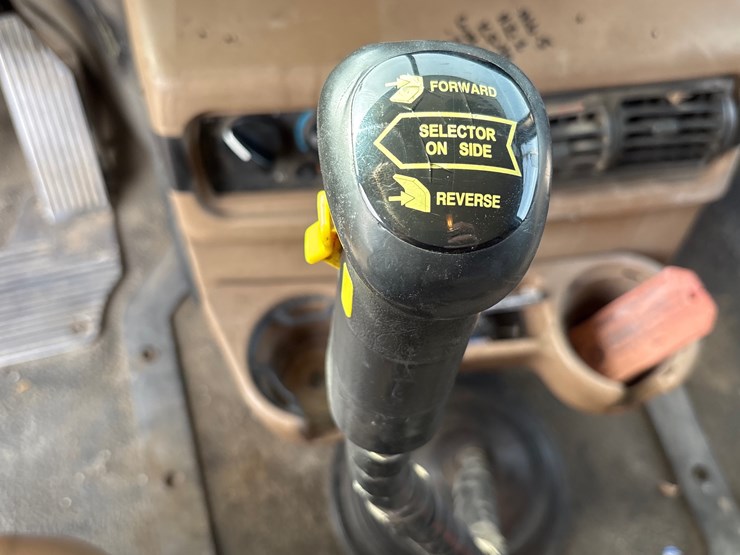 FORWARD
SELECTOR
ON SIDE
REVERSE